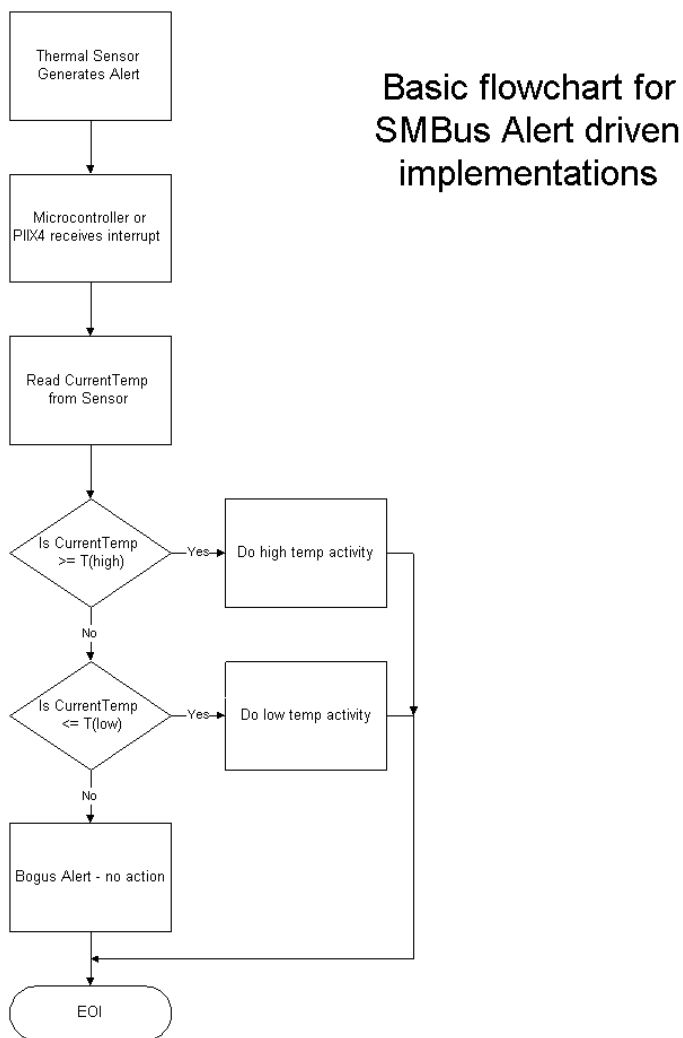 Thermal Sensor
Generates Alert
Basic flowchart for
SMBus Alert driven
implementations
Microcontroller or
PIIX4 receives interrupt
Read CurrentTemp
from Sensor
Is CurrentTemp
>= T(high)
Yes
Do high temp activity
No
Is CurrentTemp
<= T(low)
Yes
Do low temp activity
No
Bogus Alert - no action
EOI